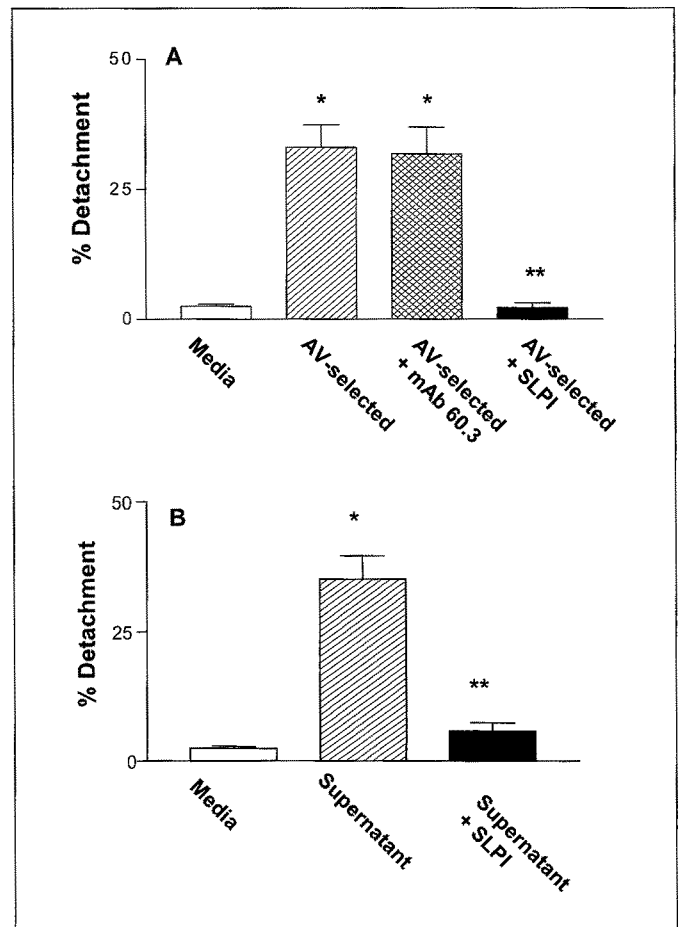 A
50
*
*
% Detachment
25
**
0
Media
AV-selected
AV-selected
+ mAb 60.3
AV-selected
+ SLPI
B
50
*
% Detachment
25
**
0
Media
Supernatant
Supernatant
+ SLPI